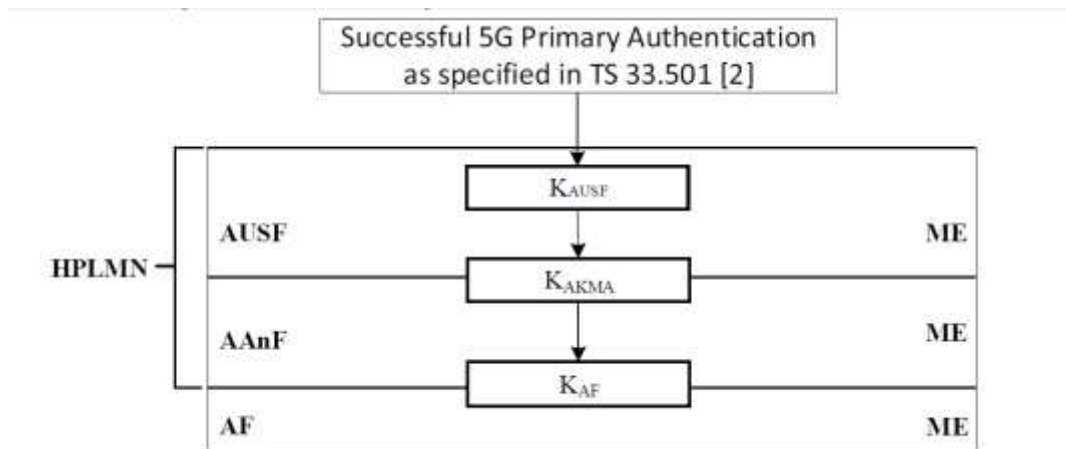 Successful 5G Primary Authentication
as specified in TS 33.501 [2]
KAUSF
AUSF
ME
HPLMN
KAKMA
AAnF
ME
KAF
AF
ME